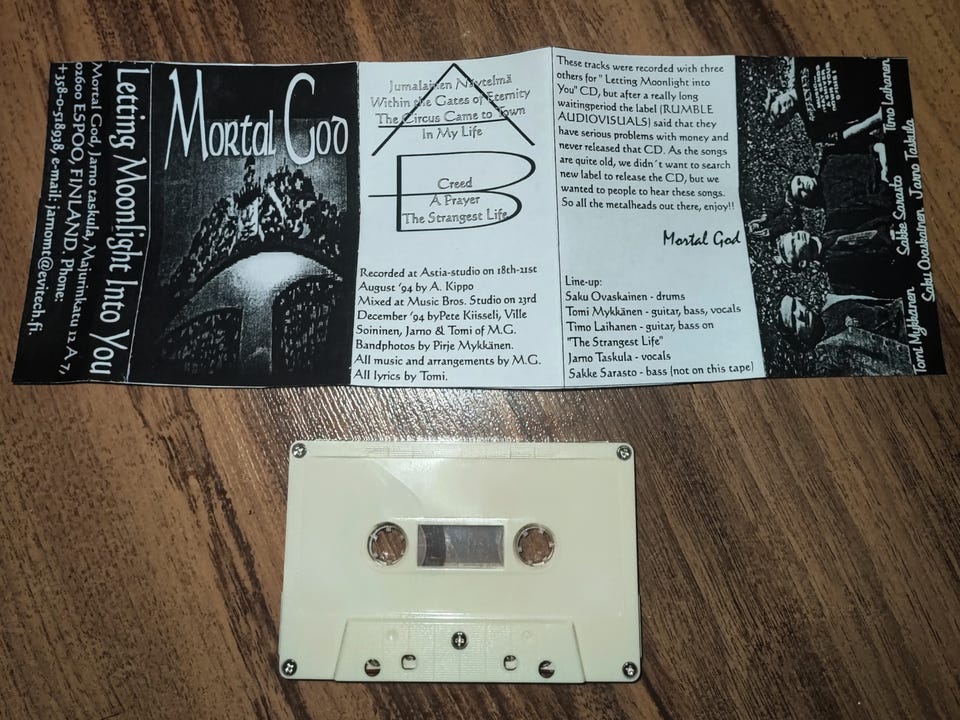 Letting Moonlight Into You
Mortal God, Jarno taskula, Majurinkatu 12 A 7,
02600 ESPOO, FINLAND. Phone:
+358-0-518938, e-mail: janomt@evitech.fi.
Mortal God
A
Jumalainen Näytelmä
Within the Gates of Eternity
The Circus Came to Town
In My Life
B
Creed
A Prayer
The Strangest Life
Recorded at Astia-studio on 18th-21st
August '94 by A. Kippo
Mixed at Music Bros. Studio on 23rd
December '94 byPete Kiisseli, Ville
Soininen, Jarno & Tomi of M.G.
Bandphotos by Pirje Mykkänen.
All music and arrangements by M.G.
All lyrics by Tomi.
These tracks were recorded with three
others for " Letting Moonlight into
You" CD, but after a really long
waitingperiod the label (RUMBLE
AUDIOVISUALS) said that they
have serious problems with money and
never released that CD. As the songs
are quite old, we didn´t want to search
new label to release the CD, but we
wanted to people to hear these songs.
So all the metalheads out there, enjoy!!
Mortal God
Line-up:
Saku Ovaskainen - drums
Tomi Mykkänen - guitar, bass, vocals
Timo Laihanen - guitar, bass on
"The Strangest Life"
Jarno Taskula - vocals
Sakke Sarasto - bass (not on this tape)
Timo Laihanen
Sakke Sarasto Jarno Taskula
Saku Ovaskainen
Tomi Mykkänen